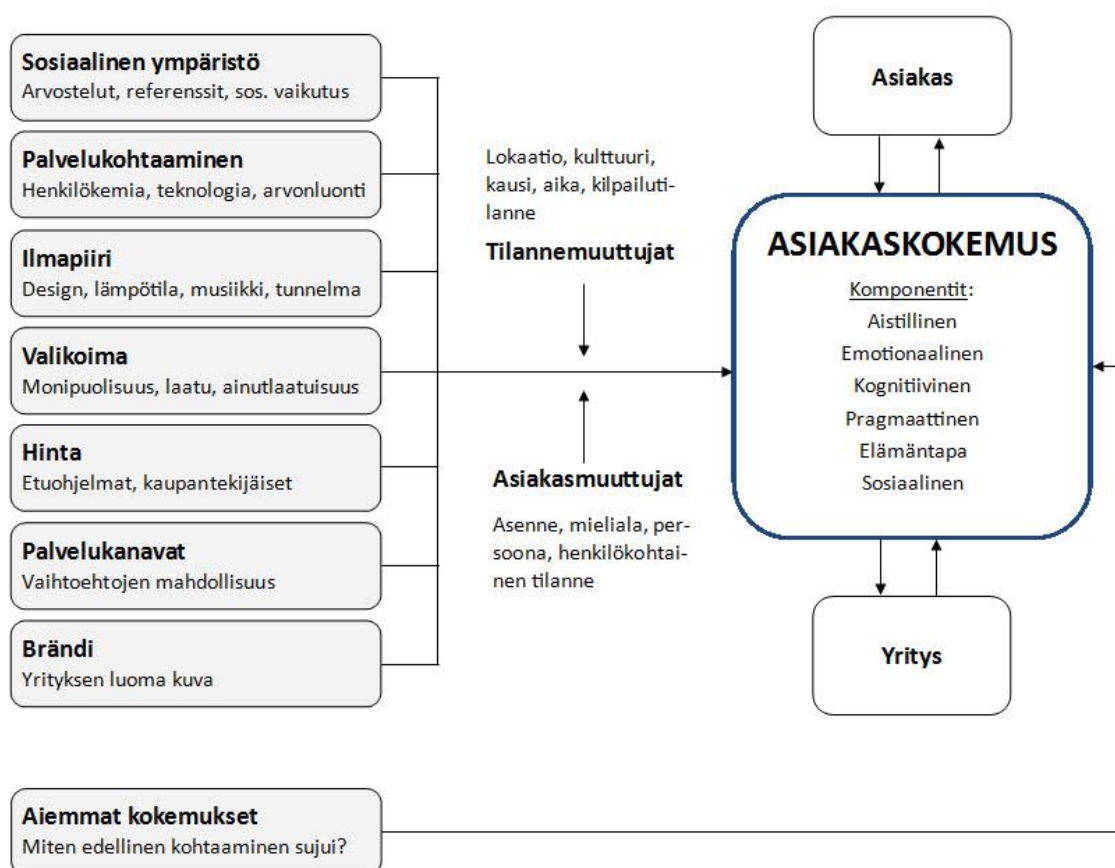 Sosiaalinen ympäristö
Arvostelut, referenssit, sos. vaikutus
Palvelukohtaaminen
Henkilökemia, teknologia, arvonluonti
Ilmapiiri
Design, lämpötila, musiikki, tunnelma
Valikoima
Monipuolisuus, laatu, ainutlaatuisuus
Hinta
Etuohjelmat, kaupantekijäiset
Palvelukanavat
Vaihtoehtojen mahdollisuus
Brändi
Yrityksen luoma kuva
Aiemmat kokemukset
Miten edellinen kohtaaminen sujui?
Lokaatio, kulttuuri,
kausi, aika, kilpailuti-
lanne
Tilannemuuttujat
Asiakasmuuttujat
Asenne, mieliala, per-
soona, henkilökohtai-
nen tilanne
Asiakas
ASIAKASKOKEMUS
Komponentit:
Aistillinen
Emotionaalinen
Kognitiivinen
Pragmaattinen
Elämäntapa
Sosiaalinen
Yritys